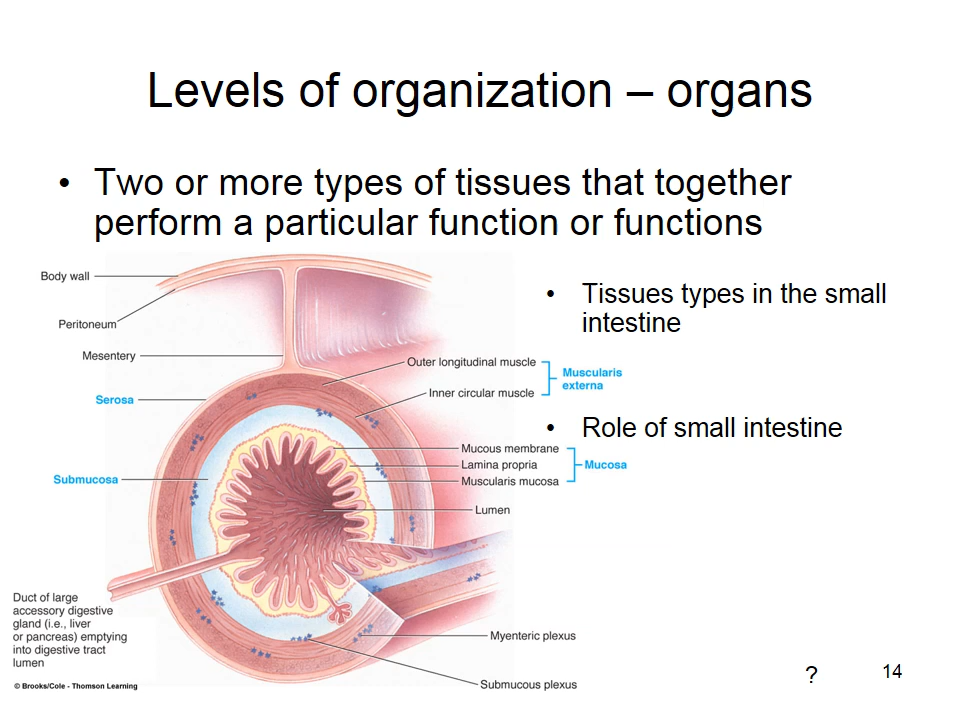 Levels of organization – organs
• Two or more types of tissues that together
perform a particular function or functions
Body wall
Peritoneum
Mesentery
Serosa
Submucosa
Duct of large
accessory digestive
gland (i.e., liver
or pancreas) emptying
into digestive tract
lumen
© Brooks/Cole - Thomson Learning
Outer longitudinal muscle
Inner circular muscle
Muscularis
externa
Mucous membrane
Lamina propria
Muscularis mucosa
Mucosa
Lumen
Myenteric plexus
Submucous plexus
• Tissues types in the small
intestine
• Role of small intestine
?
14